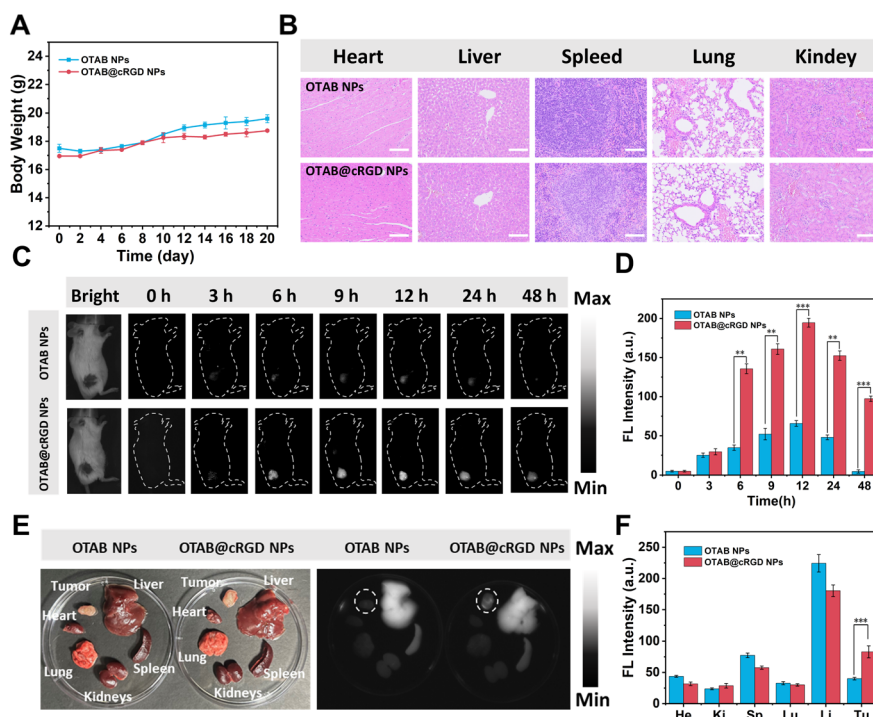 A
24
22
20
18
16
14
12
Body Weight (g)
OTAB NPs
OTAB@cRGD NPs
0 2 4 6 8 10 12 14 16 18 20
Time (day)
B
Heart Liver Spleed Lung Kindey
OTAB NPs
OTAB@cRGD NPs
C
Bright 0 h 3 h 6 h 9 h 12 h 24 h 48 h
OTAB NPs
OTAB@cRGD NPs
Max
Min
D
OTAB NPs
OTAB@cRGD NPs
FL Intensity (a.u.)
200
150
100
50
0
** ** *** ** ***
0 3 6 9 12 24 48
Time(h)
E
OTAB NPs OTAB@cRGD NPs OTAB NPs OTAB@cRGD NPs
Tumor Liver Tumor Liver
Heart Heart
Lung Lung
Spleen Spleen
Kidneys Kidneys
Max
Min
F
OTAB NPs
OTAB@cRGD NPs
FL Intensity (a.u.)
250
200
150
100
50
0
***
He Ki Sp Lu Li Tu